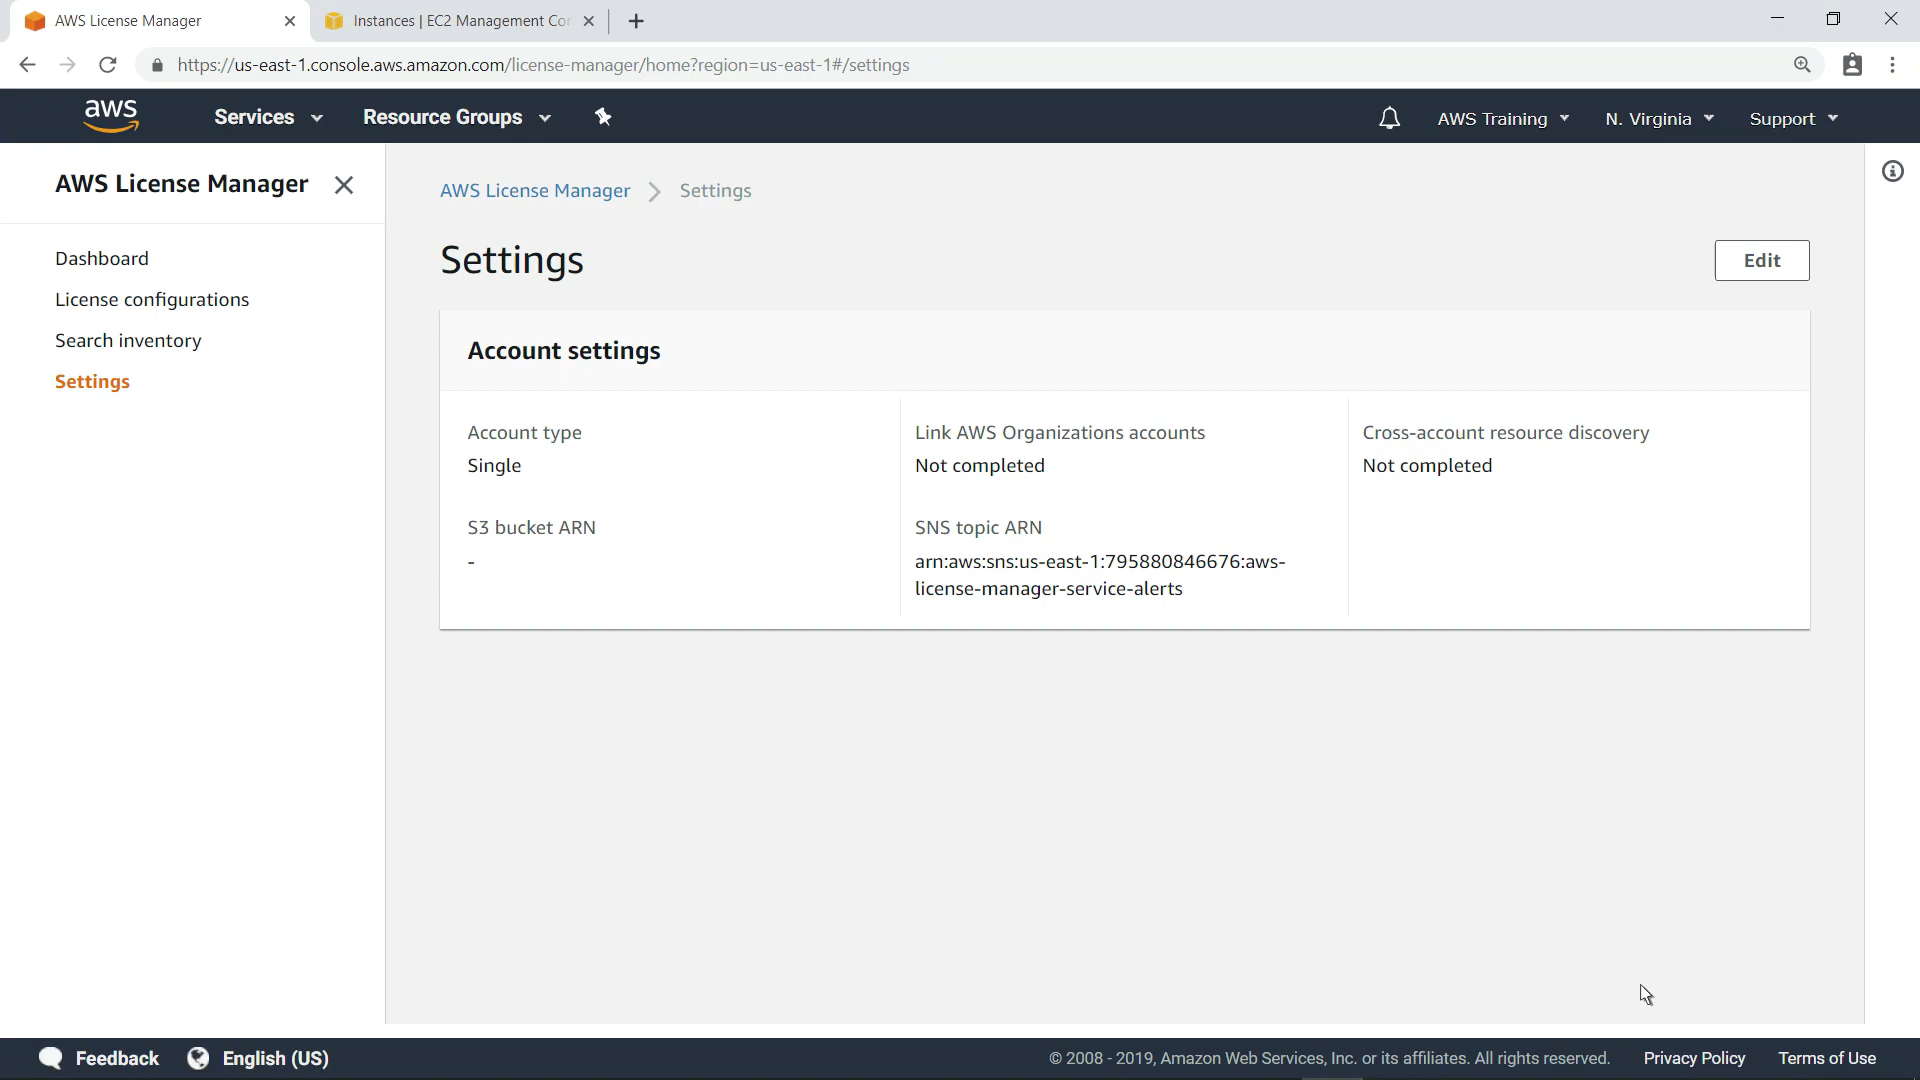 AWS License Manager
Instances | EC2 Management Cor
https://us-east-1.console.aws.amazon.com/license-manager/home?region=us-east-1#/settings
aws
Services
Resource Groups
AWS Training
N. Virginia
Support
AWS License Manager
Dashboard
License configurations
Search inventory
Settings
AWS License Manager
Settings
Settings
Edit
Account settings
Account type
Single
Link AWS Organizations accounts
Not completed
Cross-account resource discovery
Not completed
S3 bucket ARN
-
SNS topic ARN
arn:aws:sns:us-east-1:795880846676:aws-
license-manager-service-alerts
Feedback
English (US)
© 2008 - 2019, Amazon Web Services, Inc. or its affiliates. All rights reserved.
Privacy Policy
Terms of Use